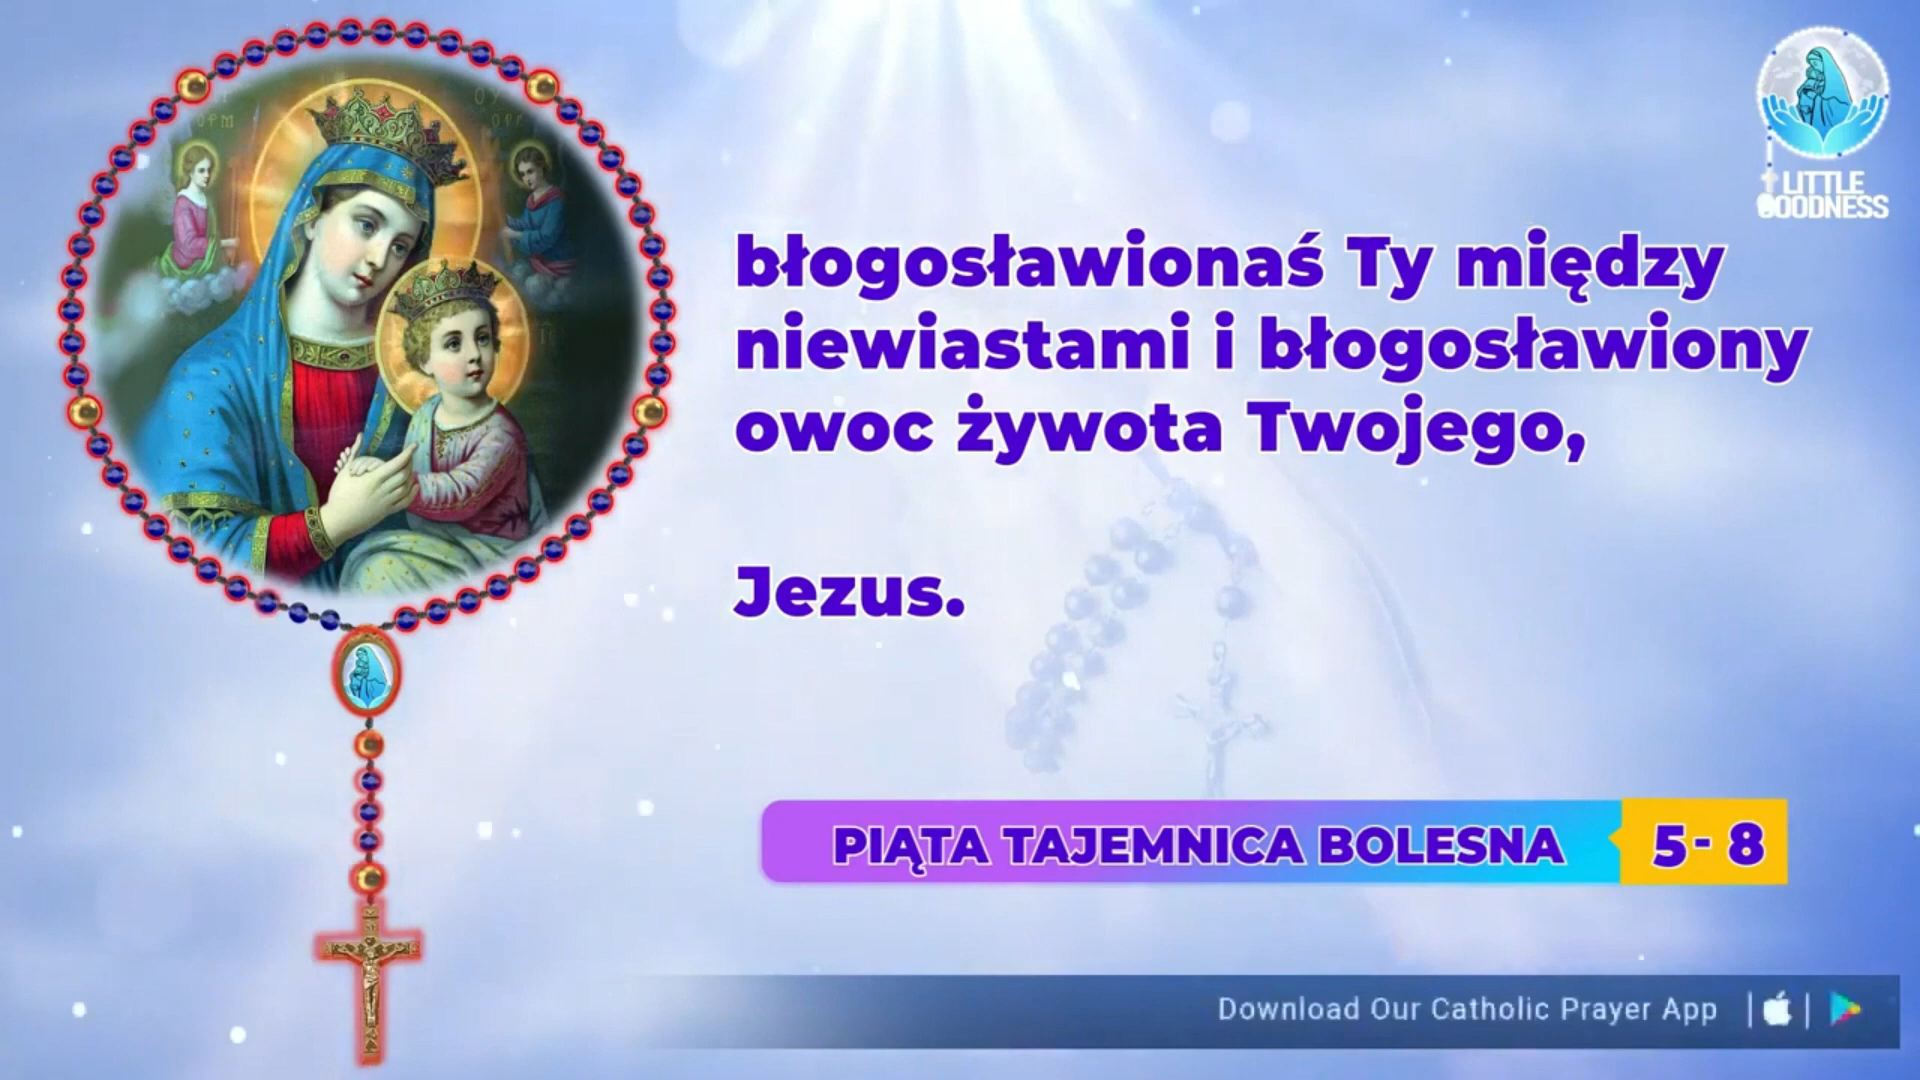 LITTLE
GOODNESS
błogosławionaś Ty między
niewiastami i błogosławiony
owoc żywota Twojego,
Jezus.
PIĄTA TAJEMNICA BOLESNA
5- 8
Download Our Catholic Prayer App